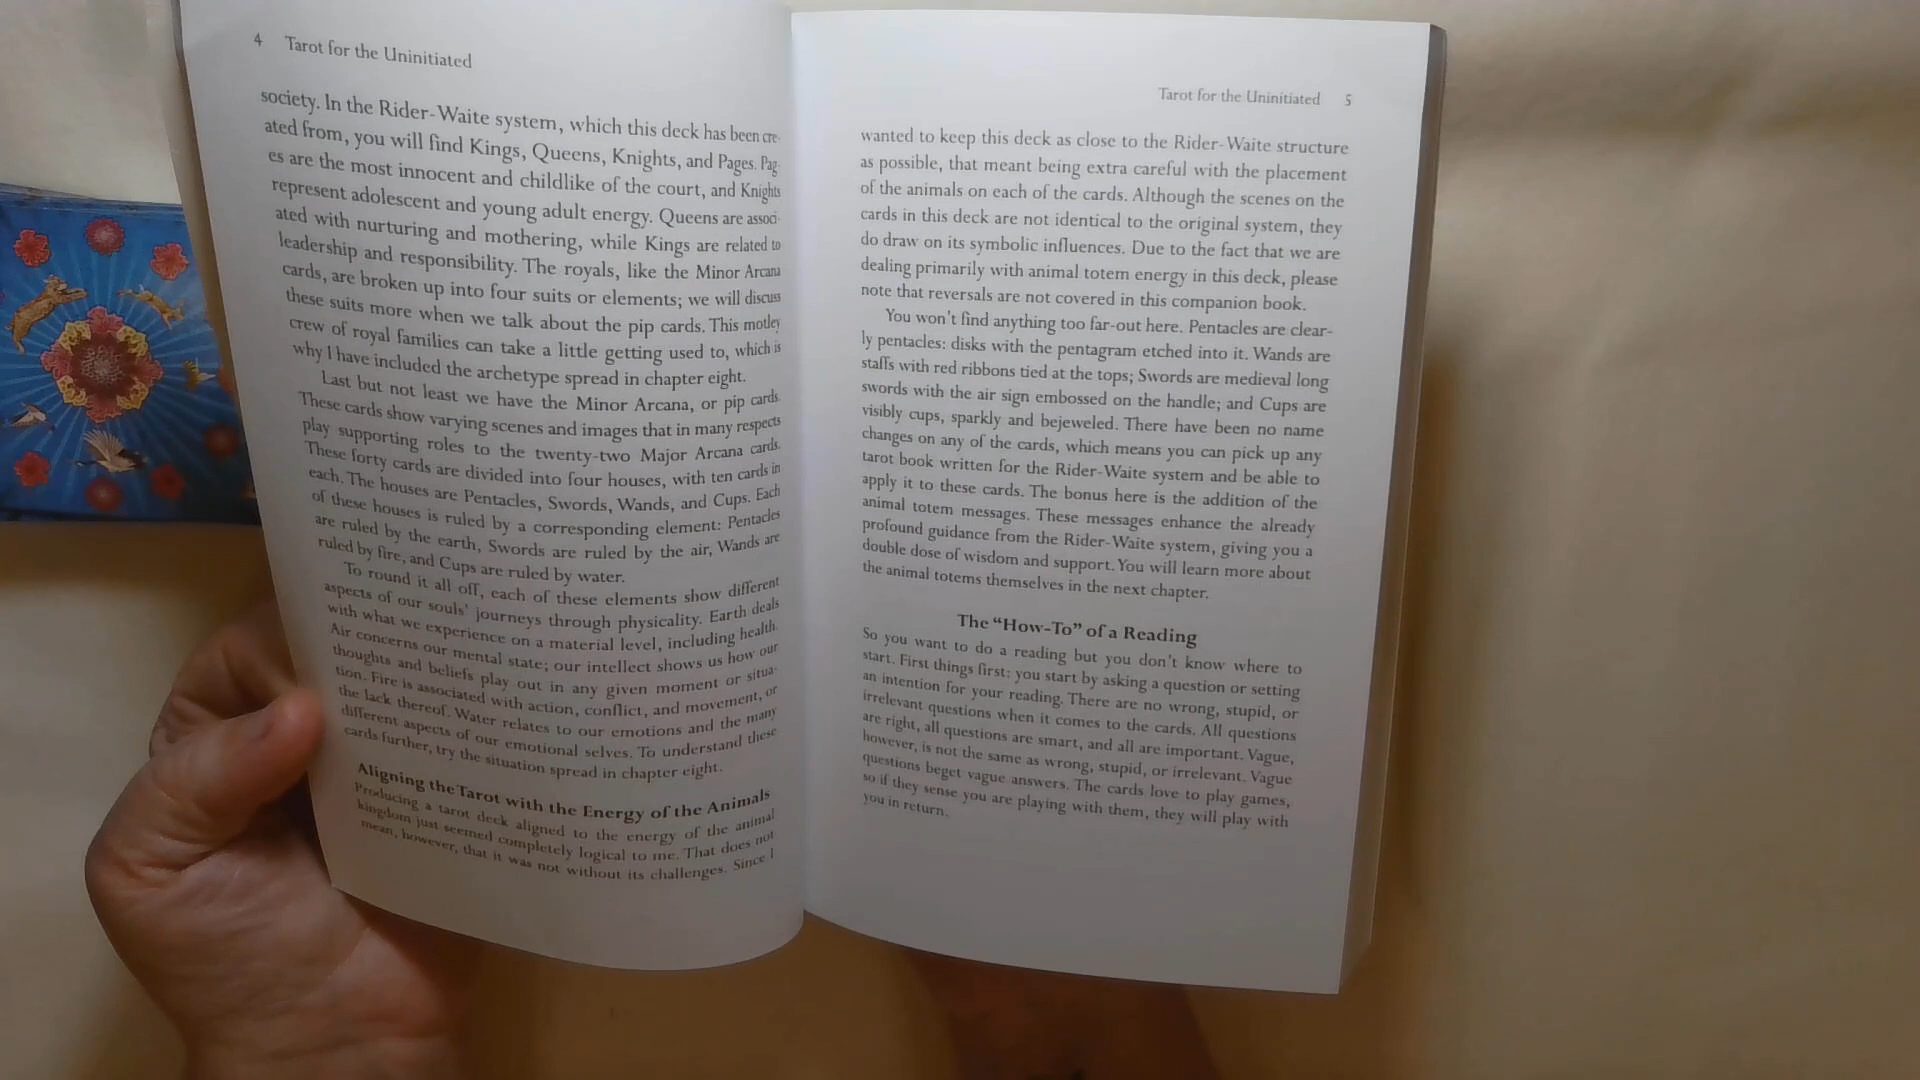 4 Tarot for the Uninitiated
society. In the Rider-Waite system, which this deck has been cre-
ated from, you will find Kings, Queens, Knights, and Pages. Pag-
es are the most innocent and childlike of the court, and Knights
represent adolescent and young adult energy. Queens are associ-
ated with nurturing and mothering, while Kings are related to
leadership and responsibility. The royals, like the Minor Arcana
cards, are broken up into four suits or elements; we will discuss
these suits more when we talk about the pip cards. This motley
crew of royal families can take a little getting used to, which is
why I have included the archetype spread in chapter eight.
Last but not least we have the Minor Arcana, or pip cards.
These cards show varying scenes and images that in many respects
play supporting roles to the twenty-two Major Arcana cards.
These forty cards are divided into four houses, with ten cards in
each. The houses are Pentacles, Swords, Wands, and Cups. Each
of these houses is ruled by a corresponding element: Pentacles
are ruled by the earth, Swords are ruled by the air, Wands are
ruled by fire, and Cups are ruled by water.
To round it all off, each of these elements show different
aspects of our souls' journeys through physicality. Earth deals
with what we experience on a material level, including health.
Air concerns our mental state; our intellect shows us how our
thoughts and beliefs play out in any given moment or situa-
tion. Fire is associated with action, conflict, and movement, or
the lack thereof. Water relates to our emotions and the many
different aspects of our emotional selves. To understand these
cards further, try the situation spread in chapter eight.
Aligning the Tarot with the Energy of the Animals
Producing a tarot deck aligned to the energy of the animal
kingdom just seemed completely logical to me. That does not
mean, however, that it was not without its challenges. Since I
Tarot for the Uninitiated 5
wanted to keep this deck as close to the Rider-Waite structure
as possible, that meant being extra careful with the placement
of the animals on each of the cards. Although the scenes on the
cards in this deck are not identical to the original system, they
do draw on its symbolic influences. Due to the fact that we are
dealing primarily with animal totem energy in this deck, please
note that reversals are not covered in this companion book.
You won't find anything too far-out here. Pentacles are clear-
ly pentacles: disks with the pentagram etched into it. Wands are
staffs with red ribbons tied at the tops; Swords are medieval long
swords with the air sign embossed on the handle; and Cups are
visibly cups, sparkly and bejeweled. There have been no name
changes on any of the cards, which means you can pick up any
tarot book written for the Rider-Waite system and be able to
apply it to these cards. The bonus here is the addition of the
animal totem messages. These messages enhance the already
profound guidance from the Rider-Waite system, giving you a
double dose of wisdom and support. You will learn more about
the animal totems themselves in the next chapter.
The “How-To” of a Reading
So you want to do a reading but you don't know where to
start. First things first: you start by asking a question or setting
an intention for your reading. There are no wrong, stupid, or
irrelevant questions when it comes to the cards. All questions
are right, all questions are smart, and all are important. Vague,
however, is not the same as wrong, stupid, or irrelevant. Vague
questions beget vague answers. The cards love to play games,
so if they sense you are playing with them, they will play with
you in return.